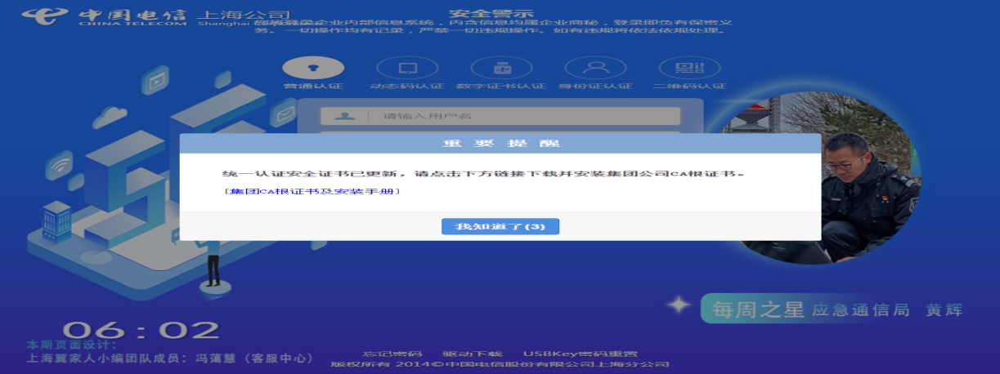 中国电信 上海公司
CHINA TELECOM Shanghai
安全警示
企业内部信息系统，内含信息均属企业商秘，登录即负有保密义
务。一切操作均有记录，严禁一切违规操作。如有违规将依法依规处理。
普通认证 动态码认证 数字证书认证 身份证认证 二维码认证
请输入用户名
重要提醒
统一认证安全证书已更新，请点击下方链接下载并安装集团公司CA根证书。
[集团CA根证书及安装手册]
我知道了(3)
每周之星 应急通信局 黄辉
06:02
本期页面设计：
上海翼家人小编团队成员：冯蔼慧（客服中心）
忘记密码 驱动下载 USBKey密码重置
版权所有 2014©中国电信股份有限公司上海分公司